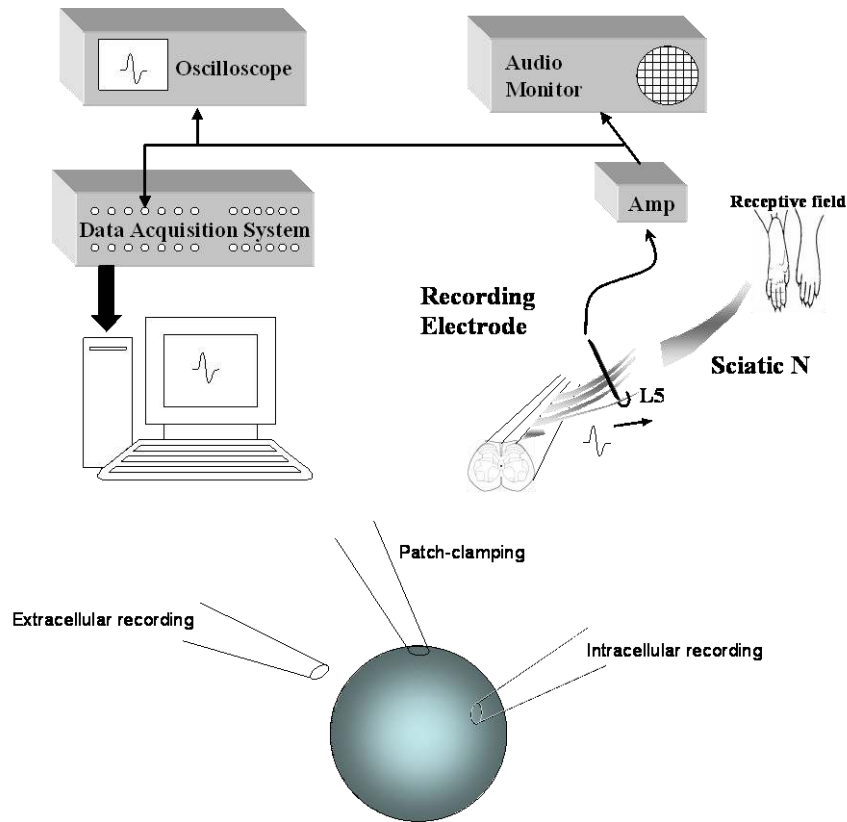 Oscilloscope
Audio
Monitor
Amp
Receptive field
Data Acquisition System
Recording
Electrode
Sciatic N
L5
Patch-clamping
Extracellular recording
Intracellular recording